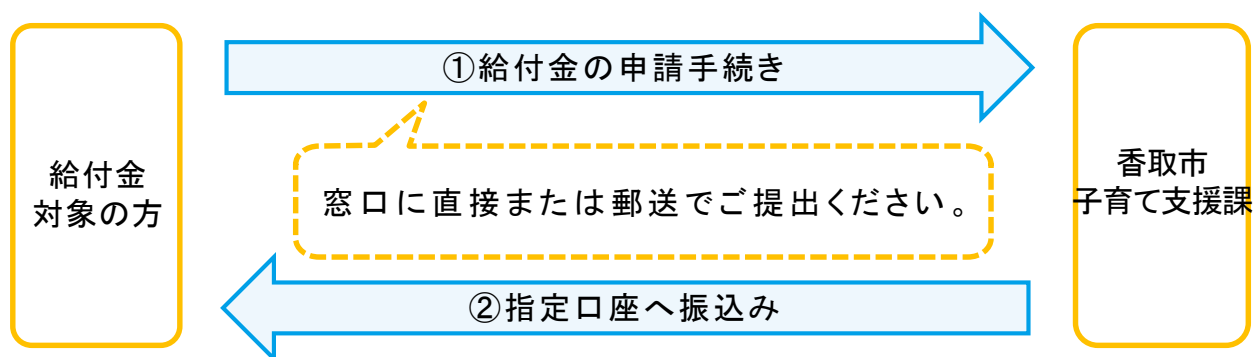 ①給付金の申請手続き
給付金
対象の方
窓口に直接または郵送でご提出ください。
香取市
子育て支援課
②指定口座へ振込み